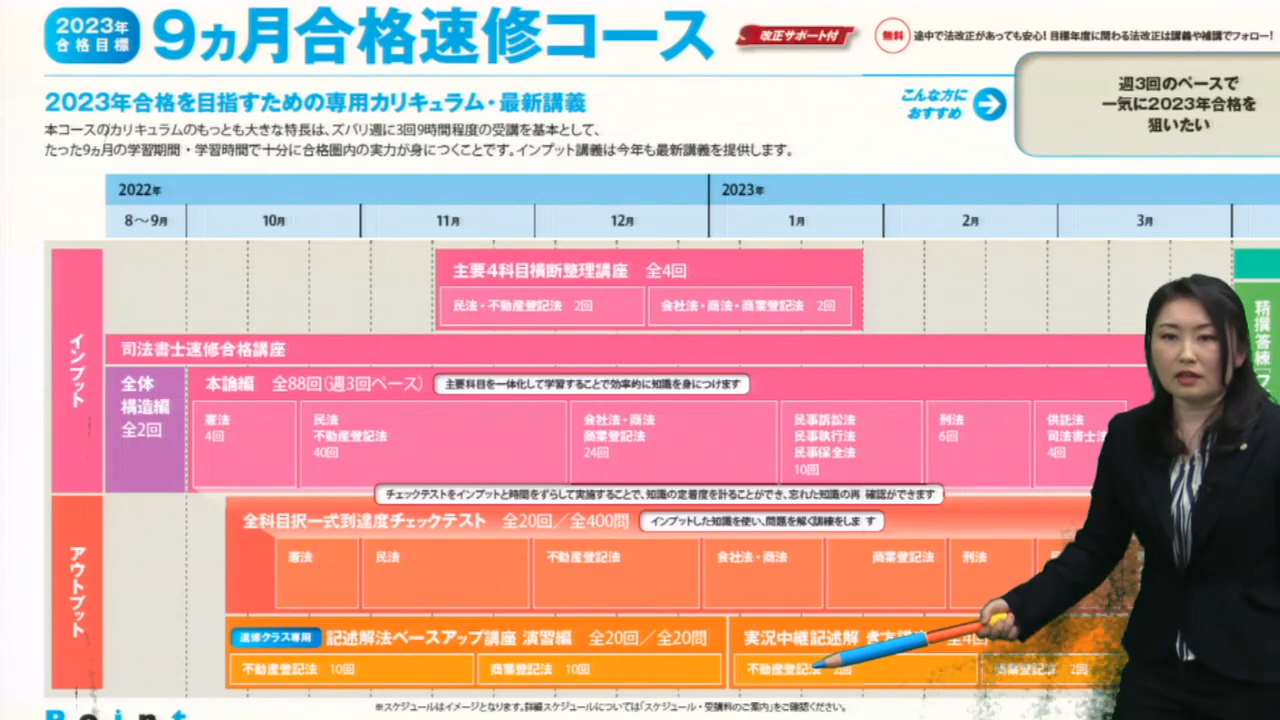 2023年
合格目標
9ヵ月合格速修コース
改正サポート付
無料
途中で法改正があっても安心！目標年度に関わる法改正は講義や補講でフォロー！
2023年合格を目指すための専用カリキュラム・最新講義
本コースのカリキュラムのもっとも大きな特長は、ズバリ週に3回9時間程度の受講を基本として、
たった9ヵ月の学習期間・学習時間で十分に合格圏内の実力が身につくことです。インプット講義は今年も最新講義を提供します。
こんな方に
おすすめ
週3回のペースで
一気に2023年合格を
狙いたい
2022年
2023年
8〜9月
10月
11月
12月
1月
2月
3月
インプット
主要4科目横断整理講座 全4回
民法・不動産登記法 2回
会社法・商法・商業登記法 2回
司法書士速修合格講座
全体
構造編
全2回
本論編 全88回（週3回ペース）
主要科目を一体化して学習することで効率的に知識を身につけます
憲法
4回
民法
不動産登記法
40回
会社法・商法
商業登記法
24回
民事訴訟法
民事執行法
民事保全法
10回
刑法
6回
供託法
司法書士法
4回
精撰答練
アウトプット
チェックテストをインプットと時間をずらして実施することで、知識の定着度を計ることができ、忘れた知識の再 確認ができます
全科目択一式到達度チェックテスト 全20回／全400問
インプットした知識を使い、問題を解く訓練をします
憲法
民法
不動産登記法
会社法・商法
商業登記法
刑法
速修クラス専用
記述解法ベースアップ講座 演習編 全20回／全20問
不動産登記法 10回
商業登記法 10回
実況中継記述解
全4回
不動産登記法
2回
商業登記法 2回
※スケジュールはイメージとなります。詳細スケジュールについては「スケジュール・受講料のご案内」をご確認ください。
Point